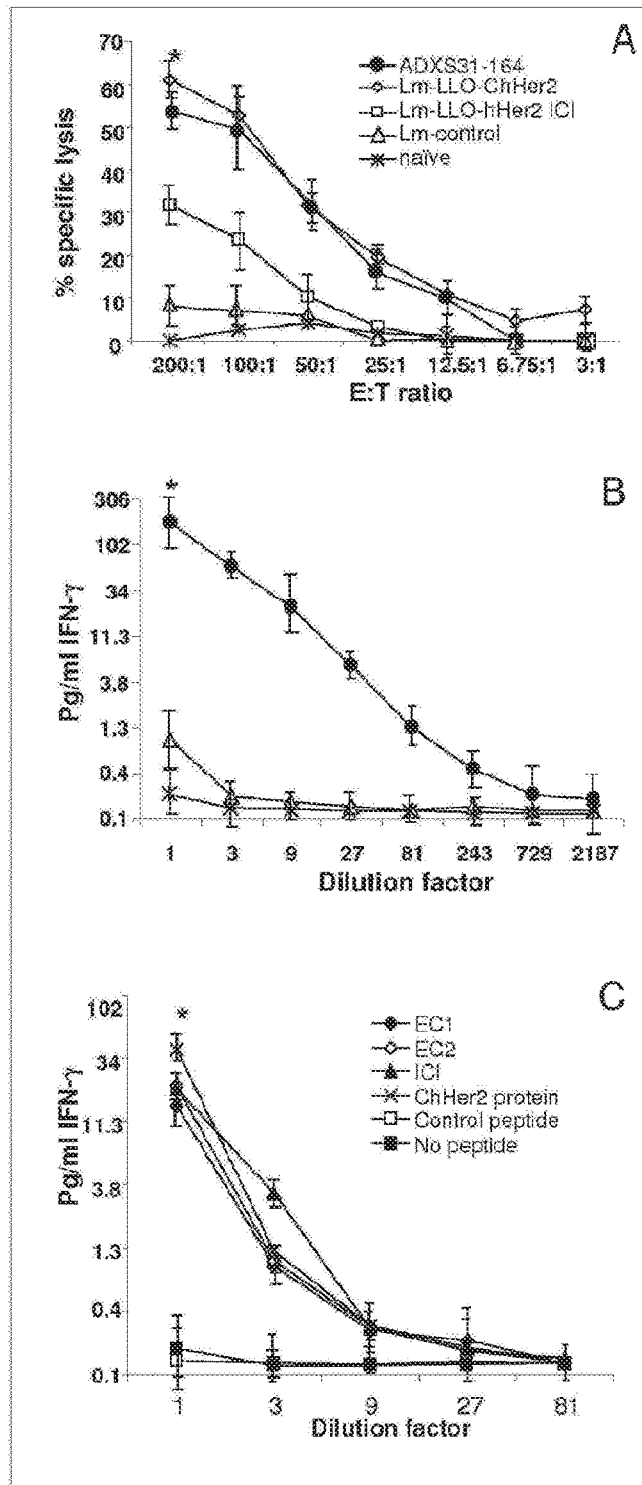 A
70
60
50
40
30
20
10
0
% specific lysis
*
ADXS31-164
Lm-LLO-ChHer2
Lm-LLO-hHer2 ICI
Lm-control
naïve
200:1 100:1 50:1 25:1 12.5:1 6.75:1 3:1
E:T ratio
B
306
102
34
11.3
3.8
1.3
0.4
0.1
Pg/ml IFN-γ
*
1 3 9 27 81 243 729 2187
Dilution factor
C
102
34
11.3
3.8
1.3
0.4
0.1
Pg/ml IFN-γ
*
EC1
EC2
ICI
ChHer2 protein
Control peptide
No peptide
1 3 9 27 81
Dilution factor